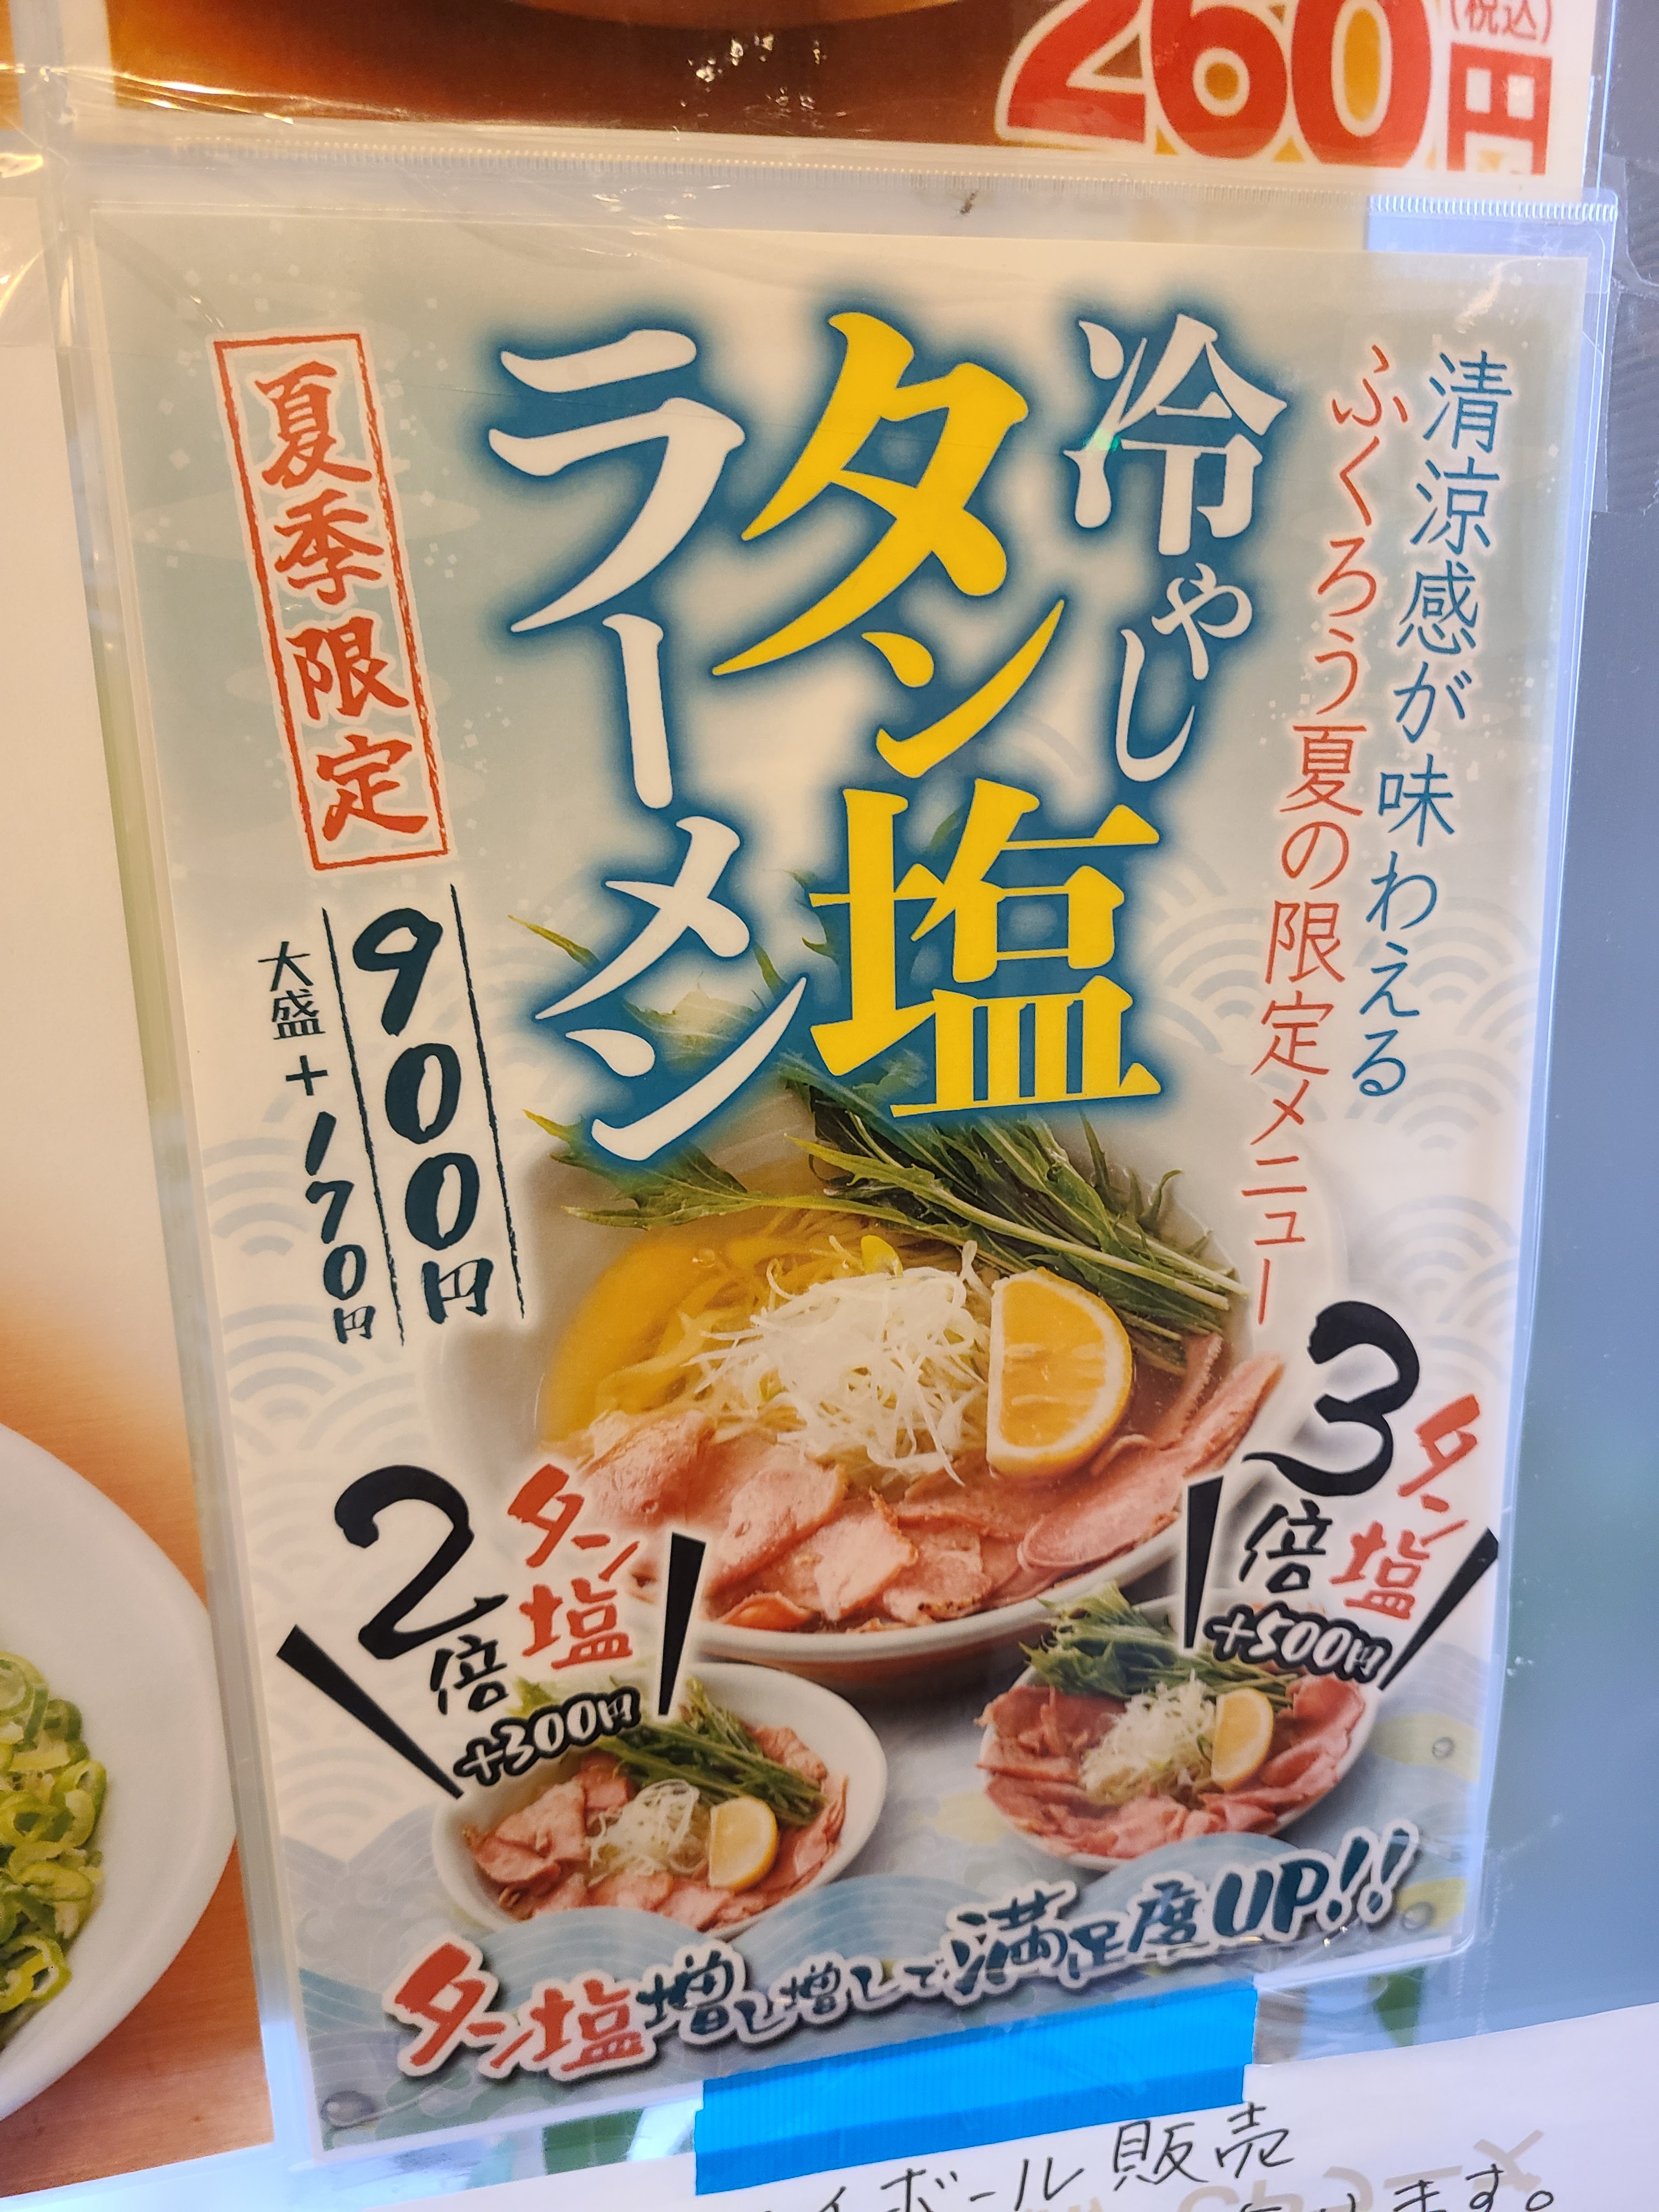 260円
(税込)
清涼感が味わえる
ふくろう夏の限定メニュー
冷やし
タン塩
ラーメン
夏季限定
900円
大盛+170円
タン塩
3倍
+500円
タン塩
2倍
+300円
タン塩増し増しで満足度UP!!
イボール販売
ます。